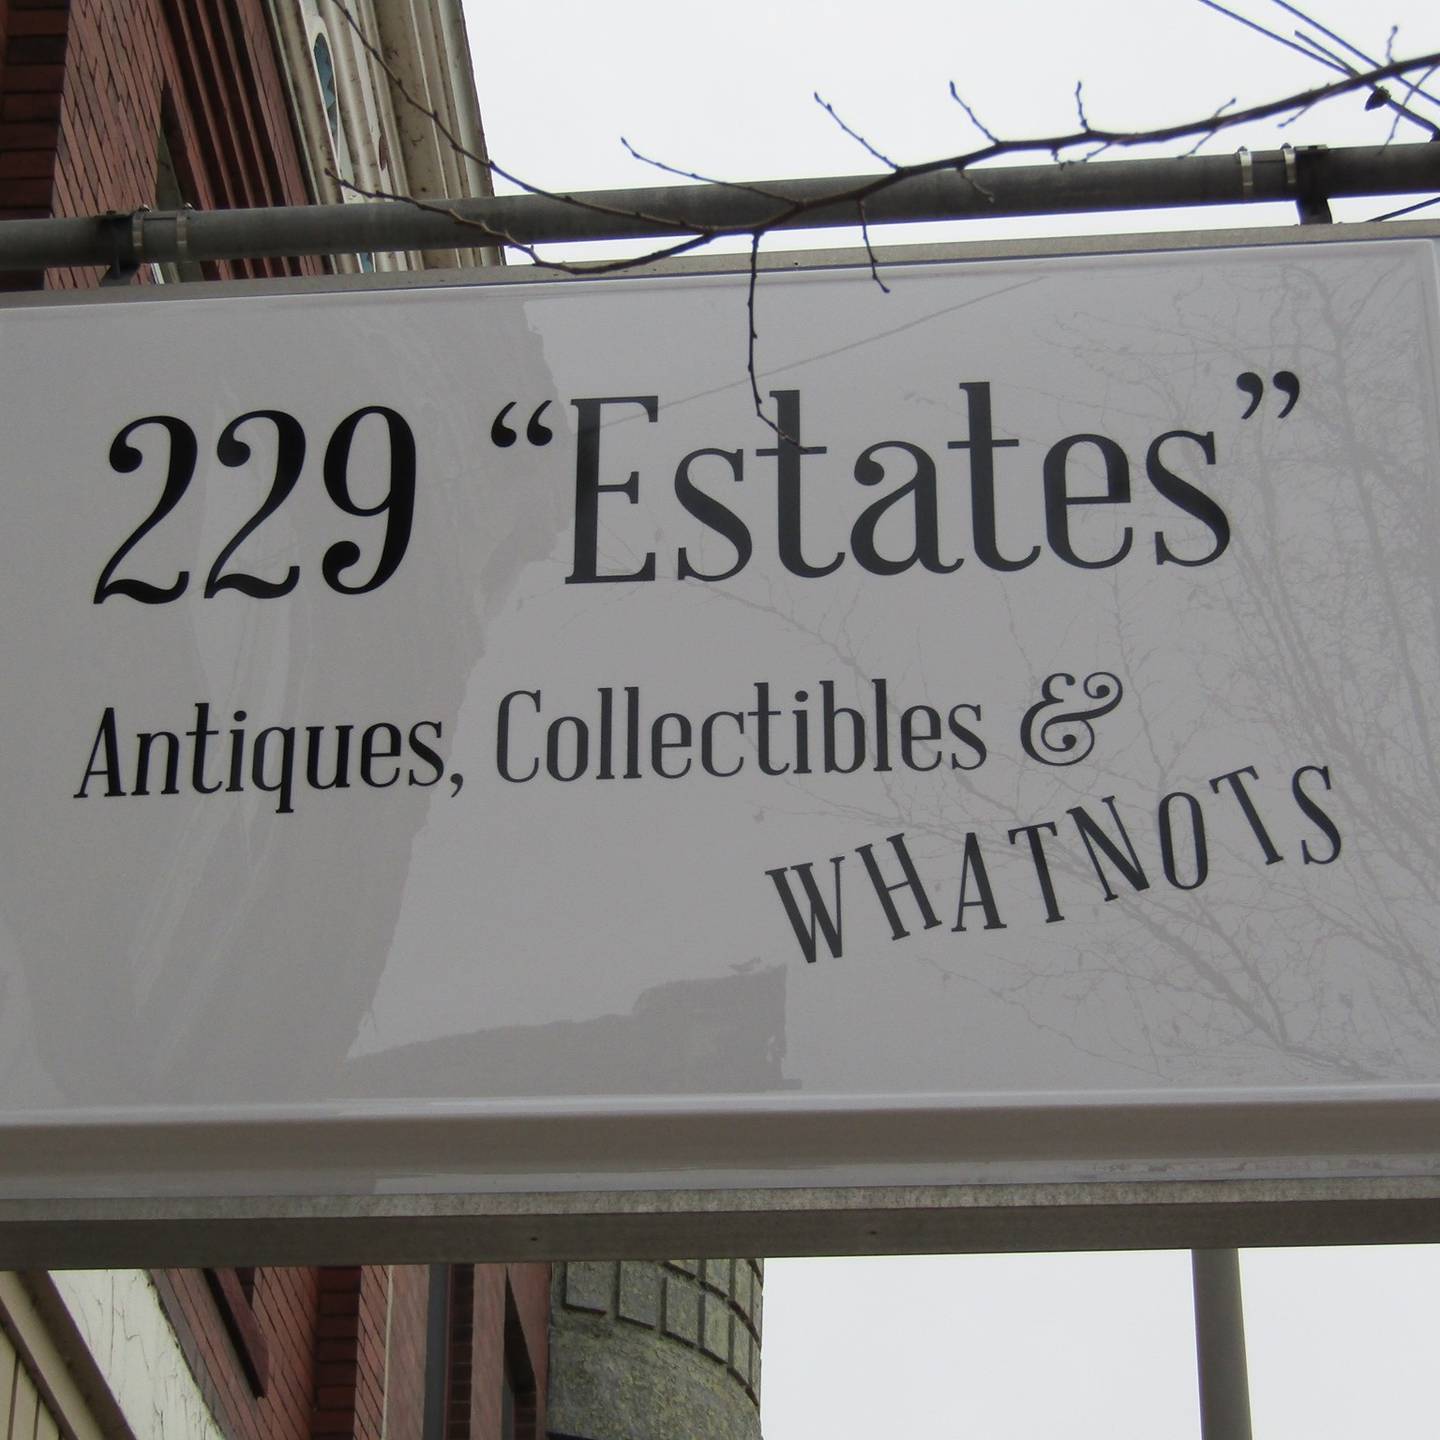 229 “Estates”
Antiques, Collectibles &
WHATNOTS